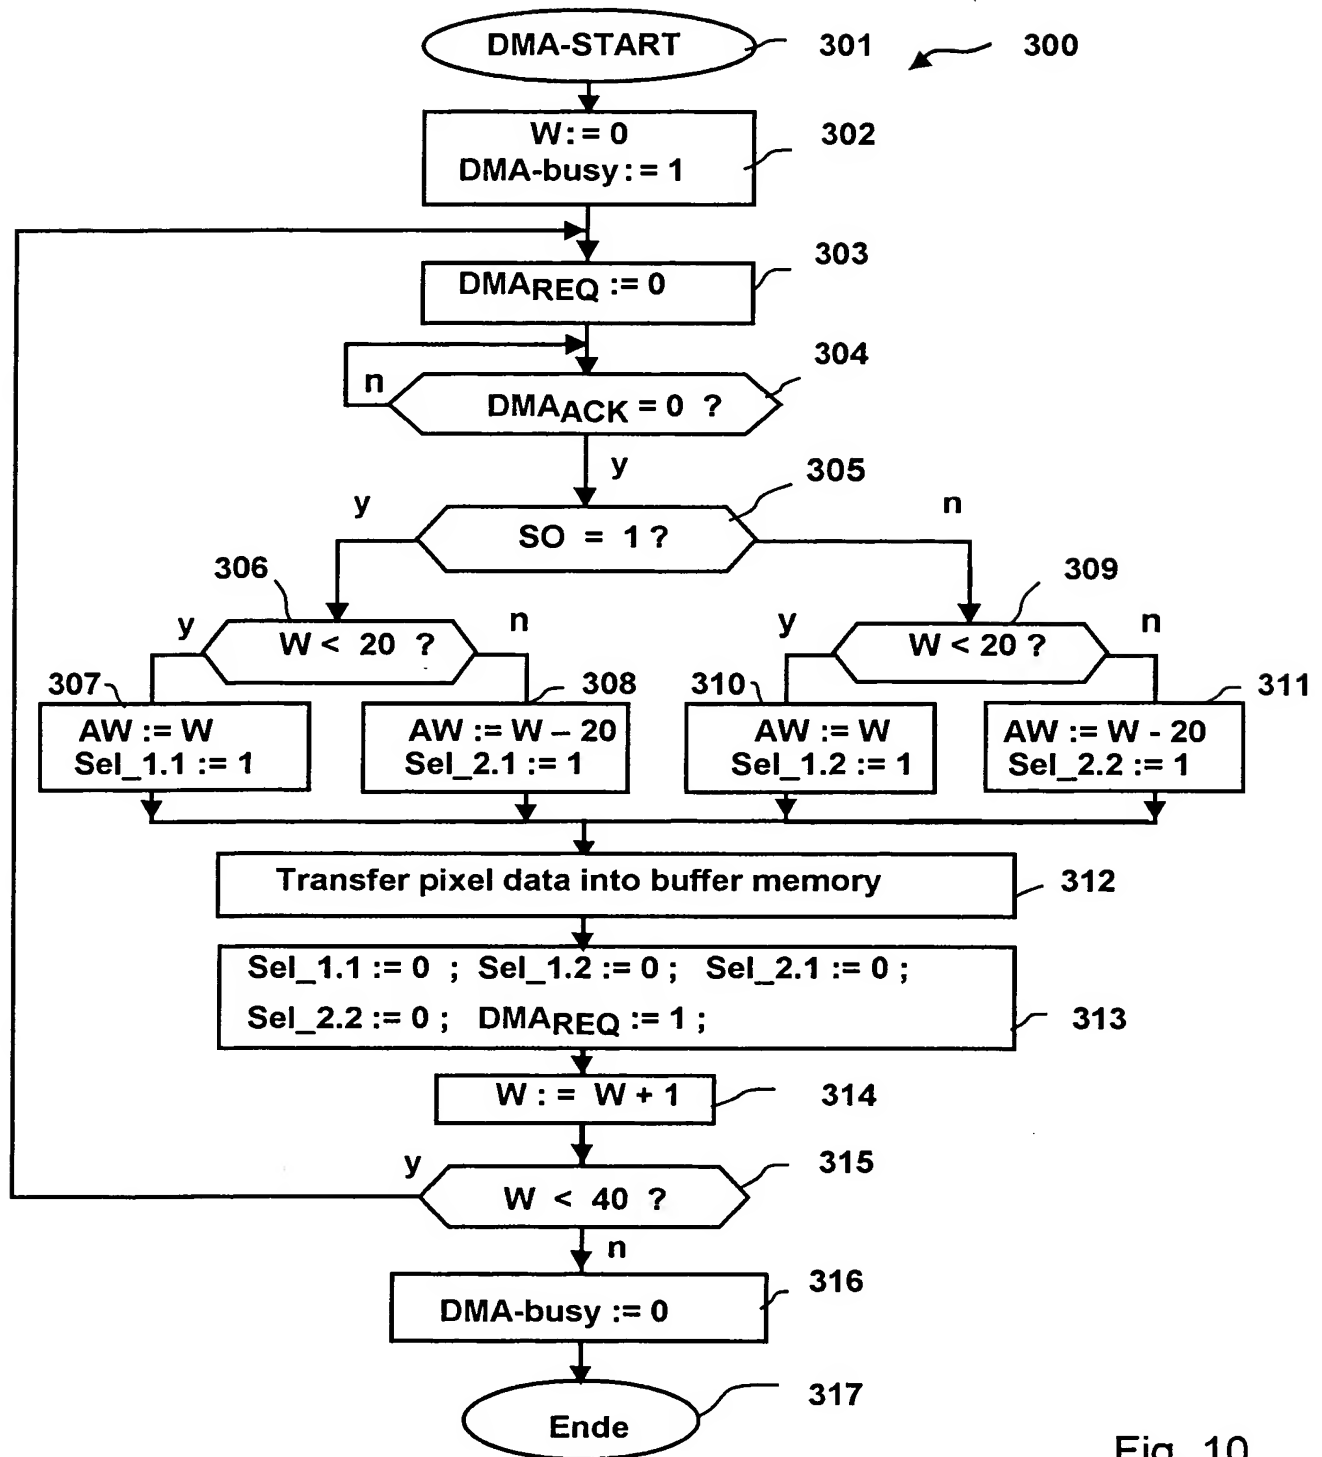 DMA-START 301 300
W: = 0
DMA-busy: = 1
302
DMAREQ := 0
303
304
n
DMAACK = 0 ?
y
305
y
n
SO = 1 ?
306
309
y
W < 20 ?
n
y
W < 20 ?
n
307
308
310
311
AW := W
Sel_1.1 := 1
AW := W – 20
Sel_2.1 := 1
AW := W
Sel_1.2 := 1
AW := W - 20
Sel_2.2 := 1
Transfer pixel data into buffer memory
312
Sel_1.1 := 0 ; Sel_1.2 := 0 ; Sel_2.1 := 0 ;
Sel_2.2 := 0 ; DMAREQ := 1 ;
313
W : = W + 1
314
y
315
W < 40 ?
n
316
DMA-busy := 0
317
Ende
Fig. 10